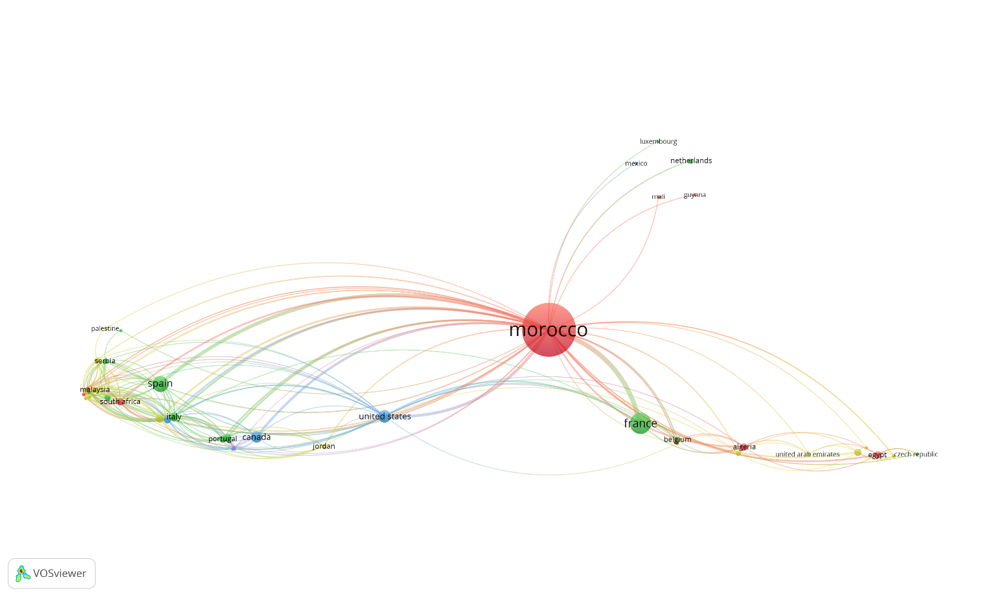 luxembourg
netherlands
mexico
guyana
mali
palestine
morocco
serbia
spain
malaysia
south africa
italy
united states
france
portugal
canada
belgium
jordan
algeria
united arab emirates
egypt
czech republic
VOSviewer